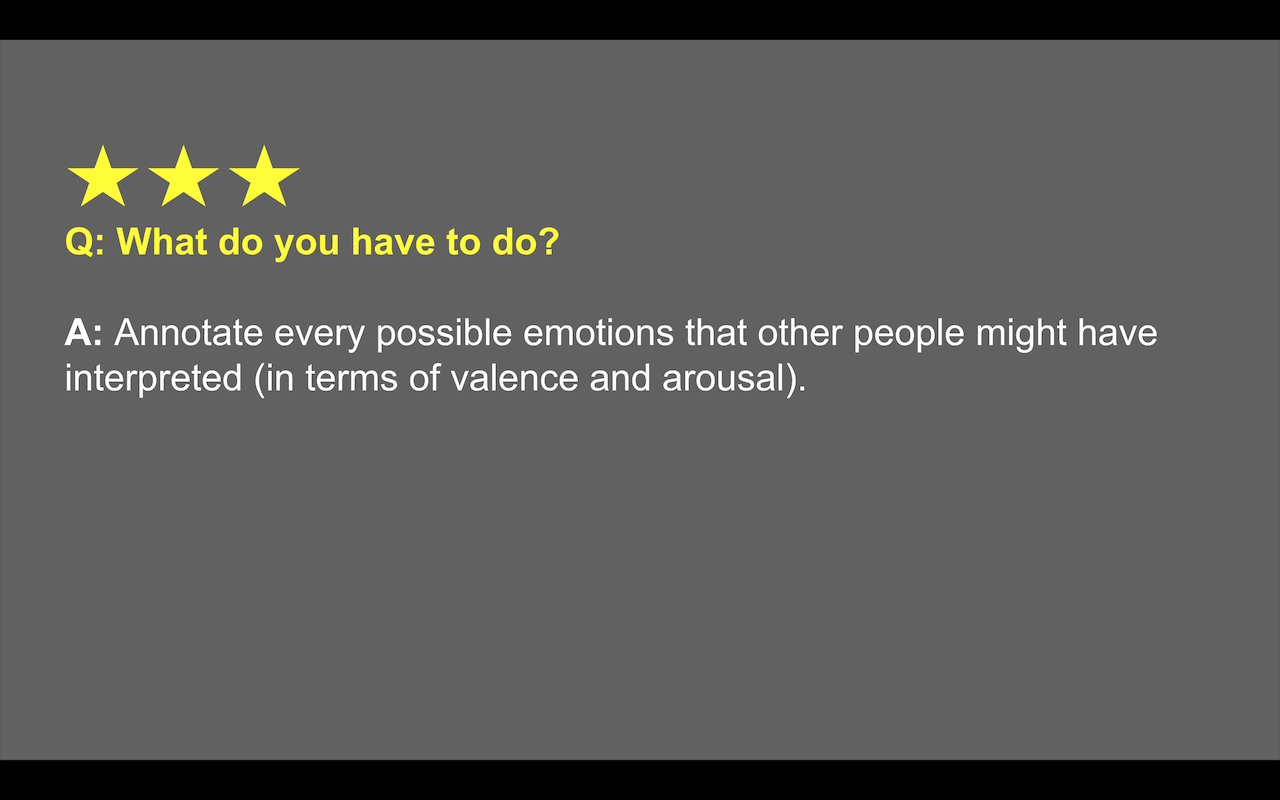 Q: What do you have to do?
A: Annotate every possible emotions that other people might have
interpreted (in terms of valence and arousal).